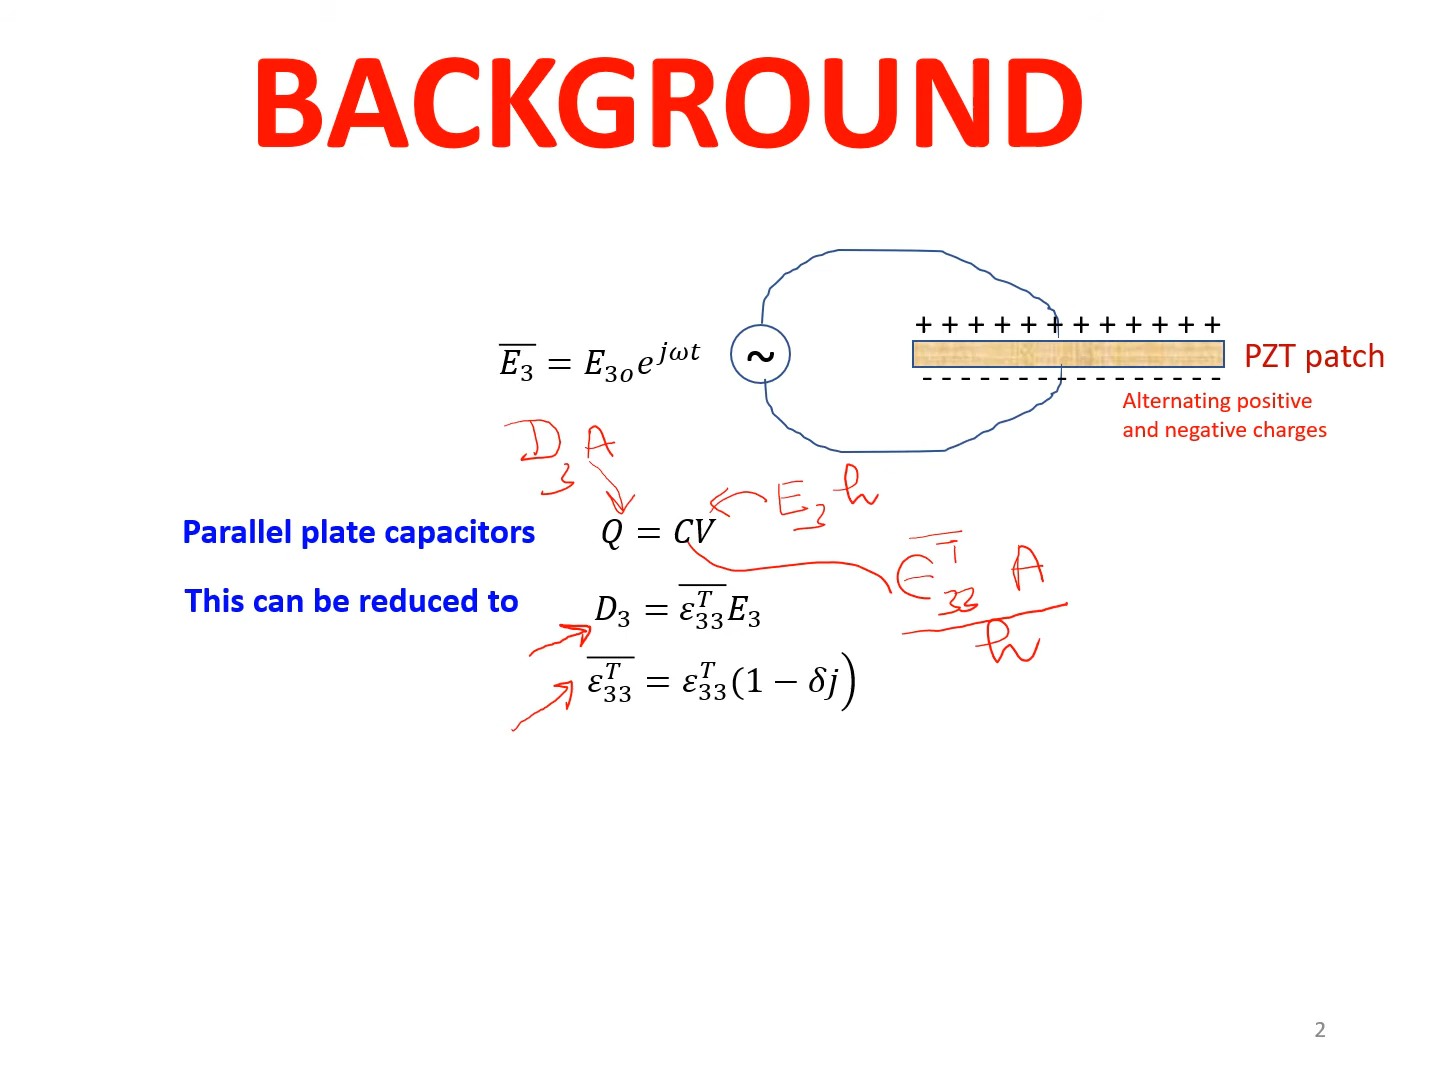 BACKGROUND
+ + + + + + + + + + + +
$\overline{E_3} = E_{3o}e^{j\omega t}$
~
PZT patch
- - - - - - - - - - - - - - - -
Alternating positive
and negative charges
D₃ A
E₃ h
Parallel plate capacitors
$Q = CV$
$\overline{\epsilon_{33}^T}$ A
h
This can be reduced to
$D_3 = \overline{\varepsilon_{33}^T}E_3$
$\overline{\varepsilon_{33}^T} = \varepsilon_{33}^T(1 - \delta j)$
2